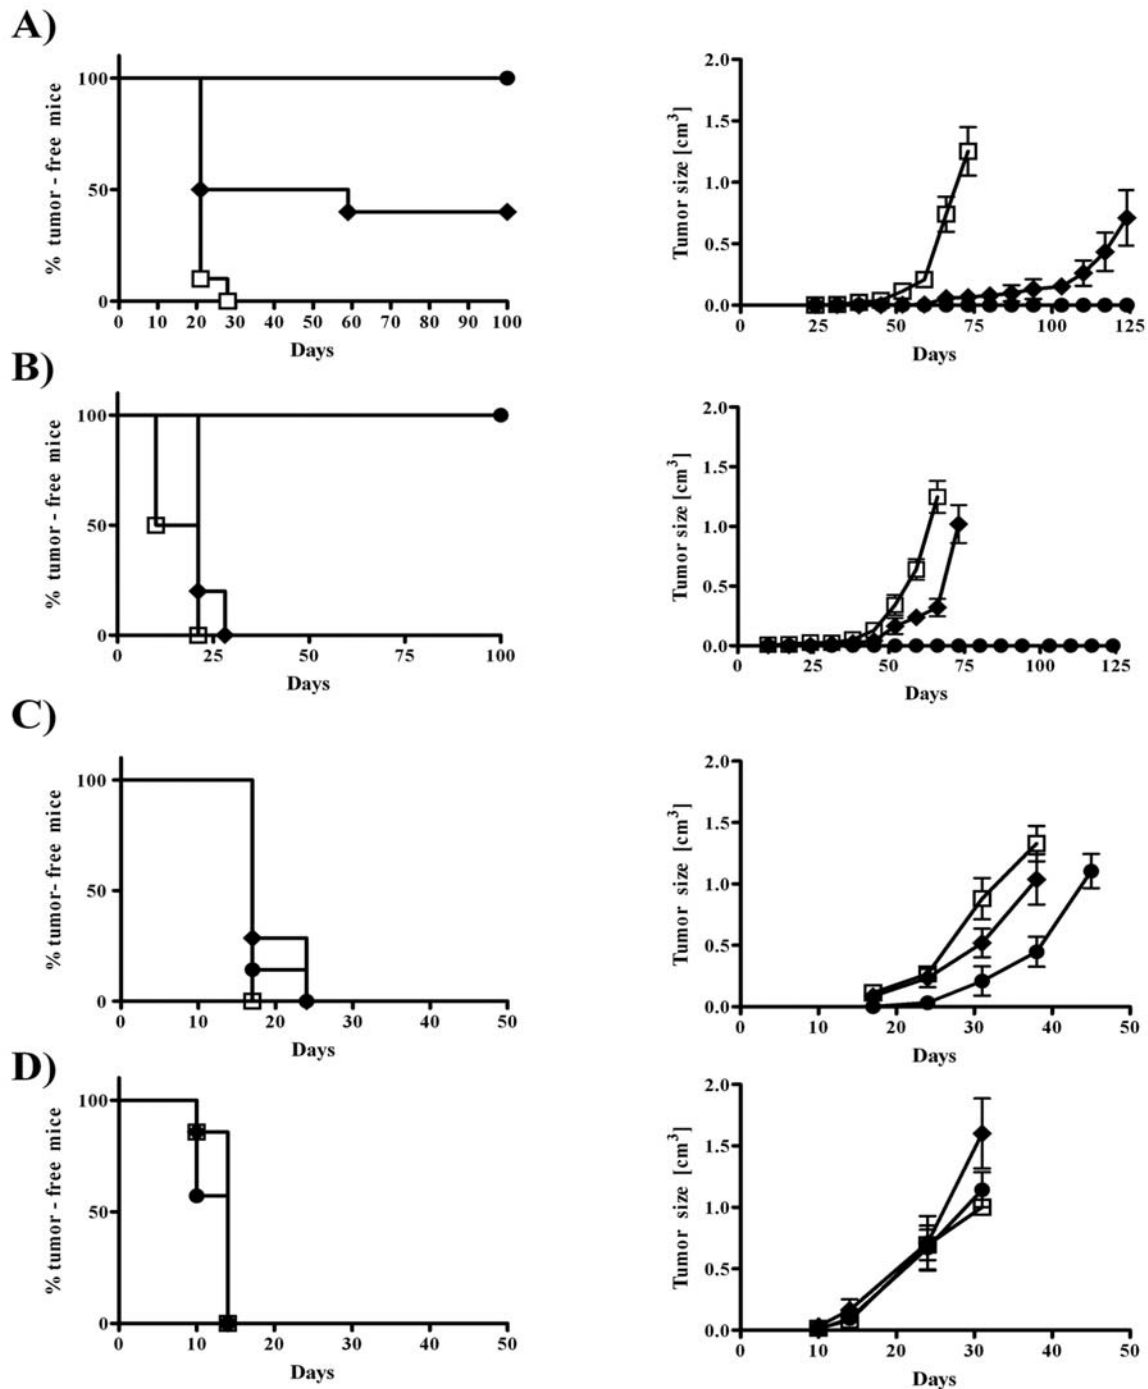 A)
% tumor - free mice
100
50
0
0 10 20 30 40 50 60 70 80 90 100
Days
Tumor size [cm³]
2.0
1.5
1.0
0.5
0.0
0 25 50 75 100 125
Days
B)
% tumor - free mice
100
50
0
0 25 50 75 100
Days
Tumor size [cm³]
2.0
1.5
1.0
0.5
0.0
0 25 50 75 100 125
Days
C)
% tumor- free mice
100
50
0
0 10 20 30 40 50
Days
Tumor size [cm³]
2.0
1.5
1.0
0.5
0.0
0 10 20 30 40 50
Days
D)
% tumor - free mice
100
50
0
0 10 20 30 40 50
Days
Tumor size [cm³]
2.0
1.5
1.0
0.5
0.0
0 10 20 30 40 50
Days